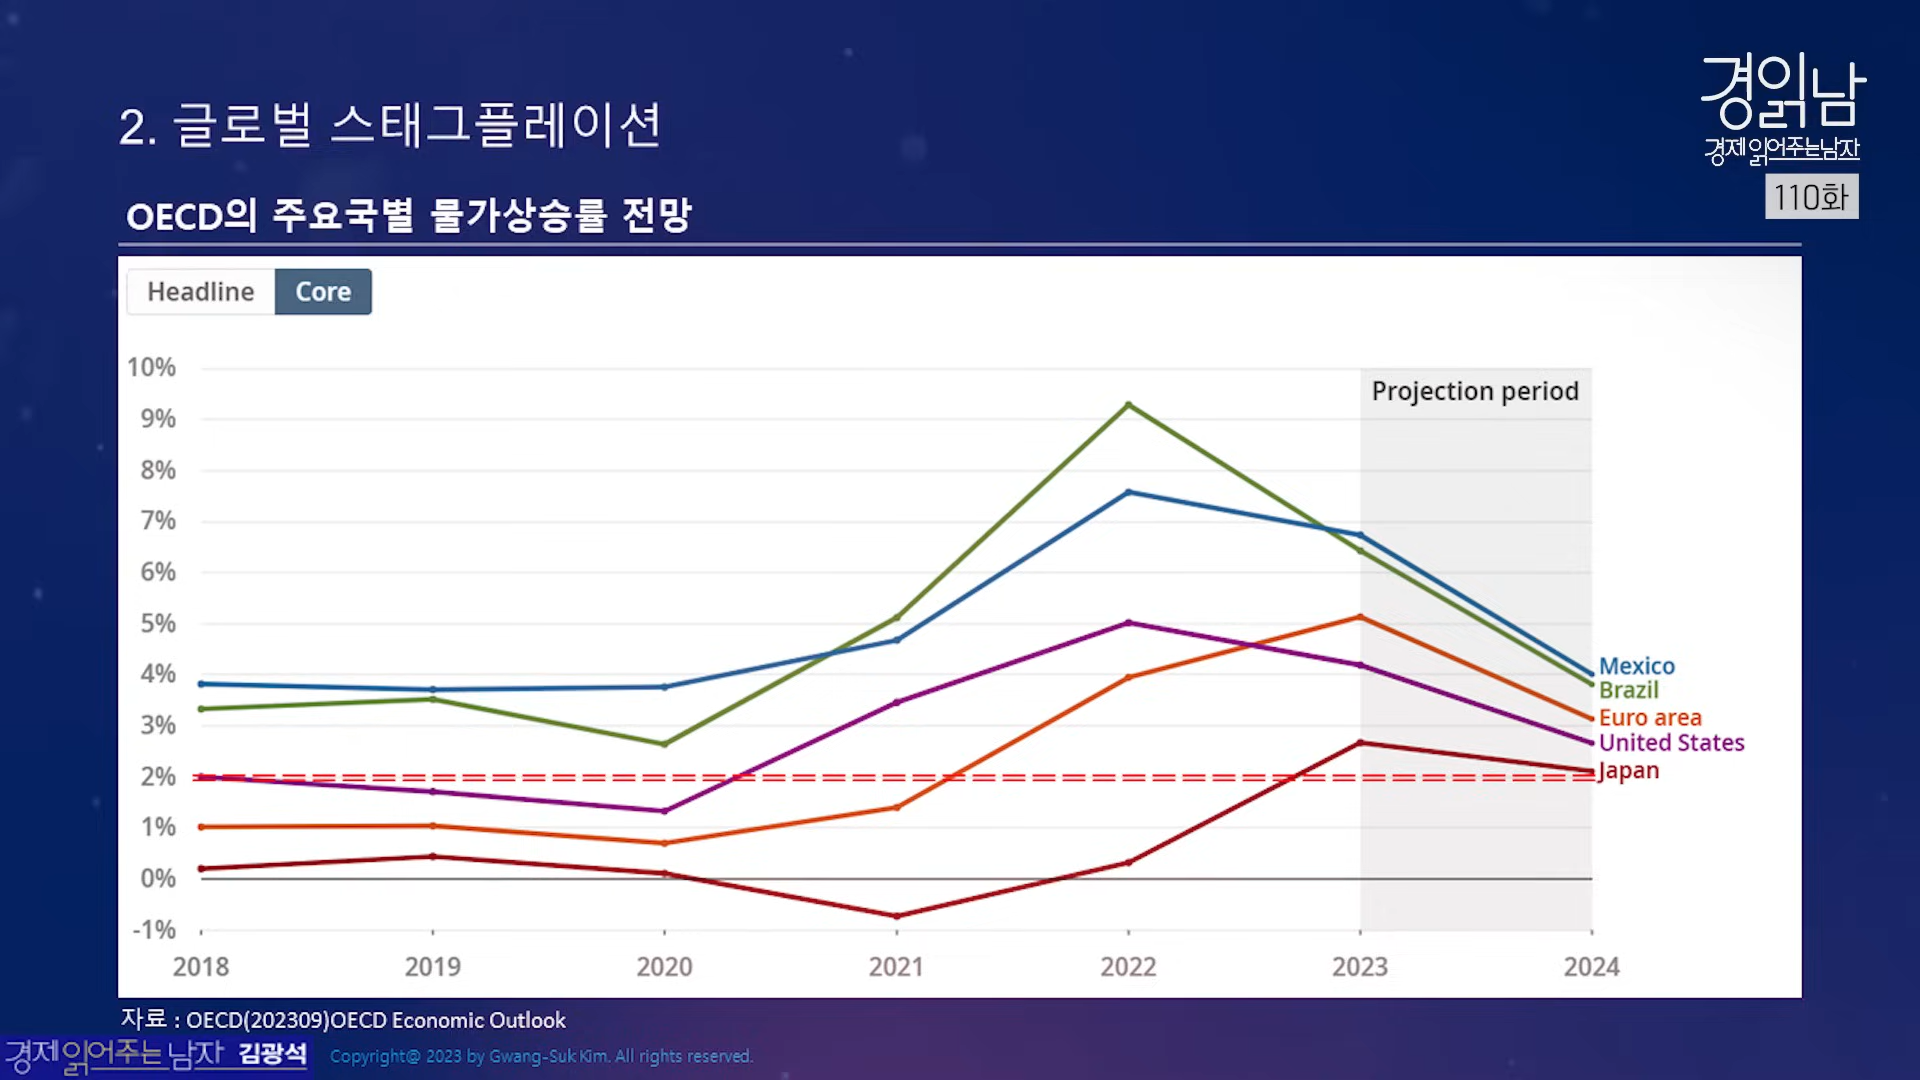 경읽남
경제읽어주는남자
110화
2. 글로벌 스태그플레이션
OECD의 주요국별 물가상승률 전망
Headline Core
10%
9%
8%
7%
6%
5%
4%
3%
2%
1%
0%
-1%
Projection period
Mexico
Brazil
Euro area
United States
Japan
2018 2019 2020 2021 2022 2023 2024
자료 : OECD(202309)OECD Economic Outlook
경제읽어주는남자 김광석 Copyright@ 2023 by Gwang-Suk Kim. All rights reserved.